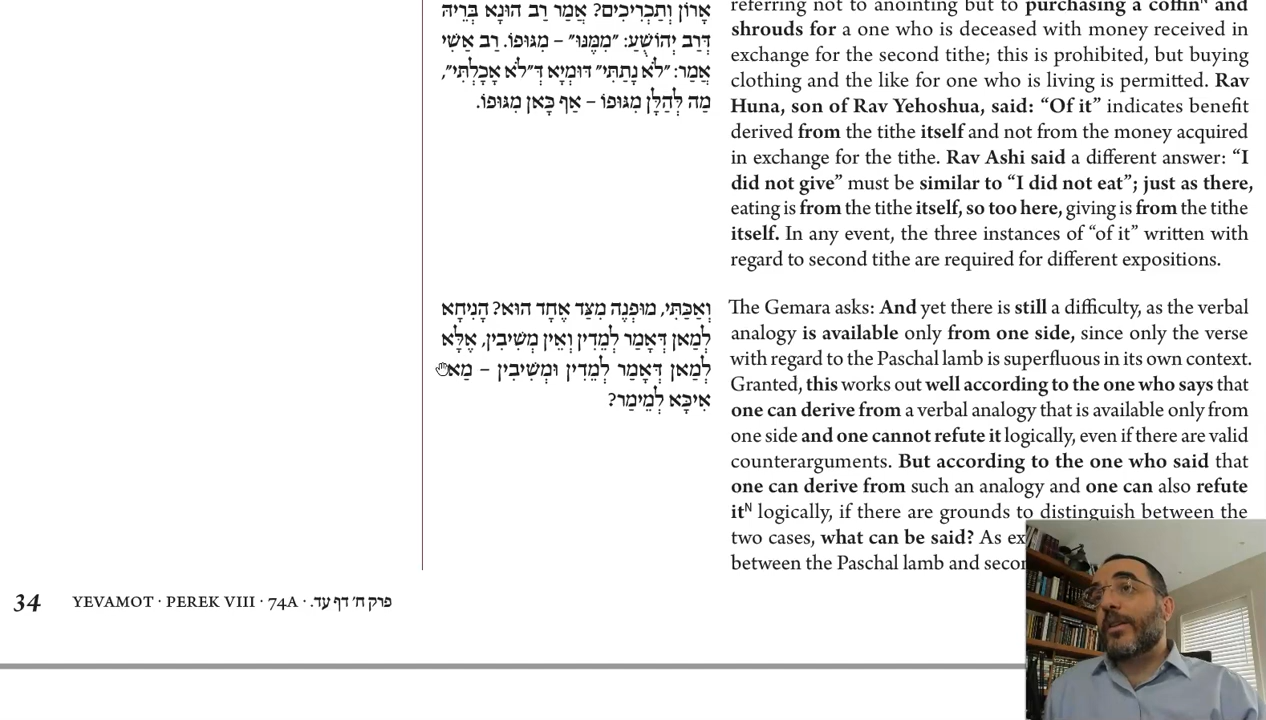 אָרוֹן וְתַכְרִיכִים? אֲמַר רַב הוּנָא בְּרֵיהּ
דְּרַב יְהוֹשֻׁעַ: ״מִמֶּנּוּ״ – מִגּוּפוֹ. רַב אַשִׁי
אֲמַר: ״לֹא נָתַתִּי״ דּוּמְיָא דְּ״לֹא אָכַלְתִּי״,
מַה לְּהַלָּן מִגּוּפוֹ – אַף כָּאן מִגּוּפוֹ.
referring not to anointing but to purchasing a coffinᴺ and
shrouds for a one who is deceased with money received in
exchange for the second tithe; this is prohibited, but buying
clothing and the like for one who is living is permitted. Rav
Huna, son of Rav Yehoshua, said: “Of it” indicates benefit
derived from the tithe itself and not from the money acquired
in exchange for the tithe. Rav Ashi said a different answer: “I
did not give” must be similar to “I did not eat”; just as there,
eating is from the tithe itself, so too here, giving is from the tithe
itself. In any event, the three instances of “of it” written with
regard to second tithe are required for different expositions.
וְאַכַּתִּי, מוּפְנֶה מִצַּד אֶחָד הוּא? הָנִיחָא
לְמַאן דְּאָמַר לְמֵדִין וְאֵין מְשִׁיבִין, אֶלָּא
לְמַאן דְּאָמַר לְמֵדִין וּמְשִׁיבִין –
אִיכָּא לְמֵימַר?
The Gemara asks: And yet there is still a difficulty, as the verbal
analogy is available only from one side, since only the verse
with regard to the Paschal lamb is superfluous in its own context.
Granted, this works out well according to the one who says that
one can derive from a verbal analogy that is available only from
one side and one cannot refute it logically, even if there are valid
counterarguments. But according to the one who said that
one can derive from such an analogy and one can also refute
itᴺ logically, if there are grounds to distinguish between the
two cases, what can be said? As
between the Paschal lamb and
34 YEVAMOT · PEREK VIII · 74A · פרק ח׳ דף עד.